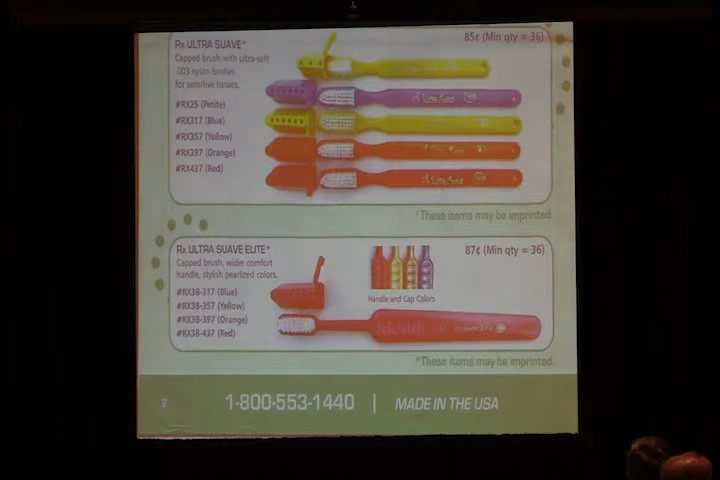 Rx ULTRA SUAVE*
85¢ (Min qty = 36)
Capped brush with ultra-soft
.003 nylon bristles
for sensitive tissues.
#RX25 (Petite)
#RX317 (Blue)
#RX357 (Yellow)
#RX397 (Orange)
#RX437 (Red)
*These items may be imprinted.
Rx ULTRA SUAVE ELITE*
87¢ (Min qty = 36)
Capped brush, wider comfort
handle, stylish pearlized colors.
#RX38-317 (Blue)
#RX38-357 (Yellow)
#RX38-397 (Orange)
#RX38-437 (Red)
Handle and Cap Colors
*These items may be imprinted.
1-800-553-1440 | MADE IN THE USA